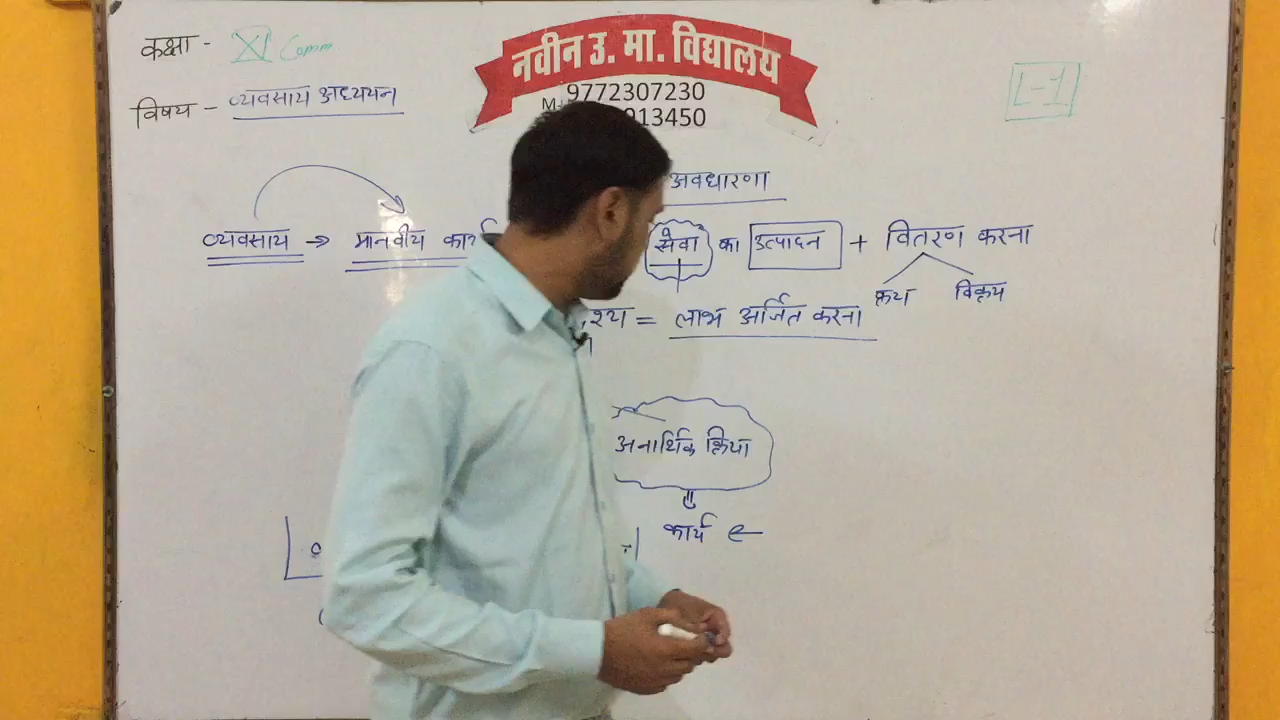 नवीन उ. मा. विद्यालय
9772307230
13450
कक्षा - XI Comm
विषय - व्यवसाय अध्ययन
L-1
अवधारणा
व्यवसाय → मानवीय कार्य सेवा का उत्पादन + वितरण करना
क्रय विक्रय
= लाभ अर्जित करना
अनार्थिक क्रिया
कार्य ←